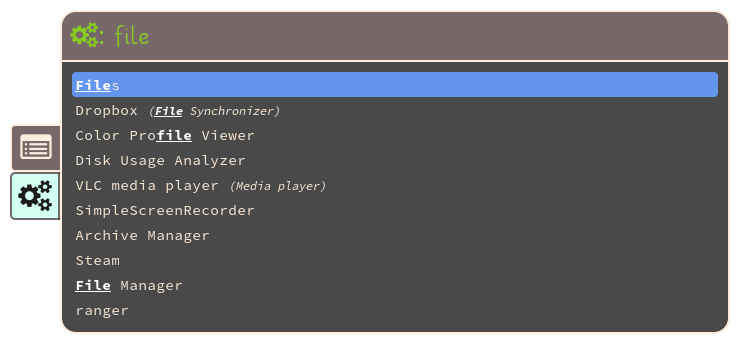 : file
Files
Dropbox (File Synchronizer)
Color Profile Viewer
Disk Usage Analyzer
VLC media player (Media player)
SimpleScreenRecorder
Archive Manager
Steam
File Manager
ranger